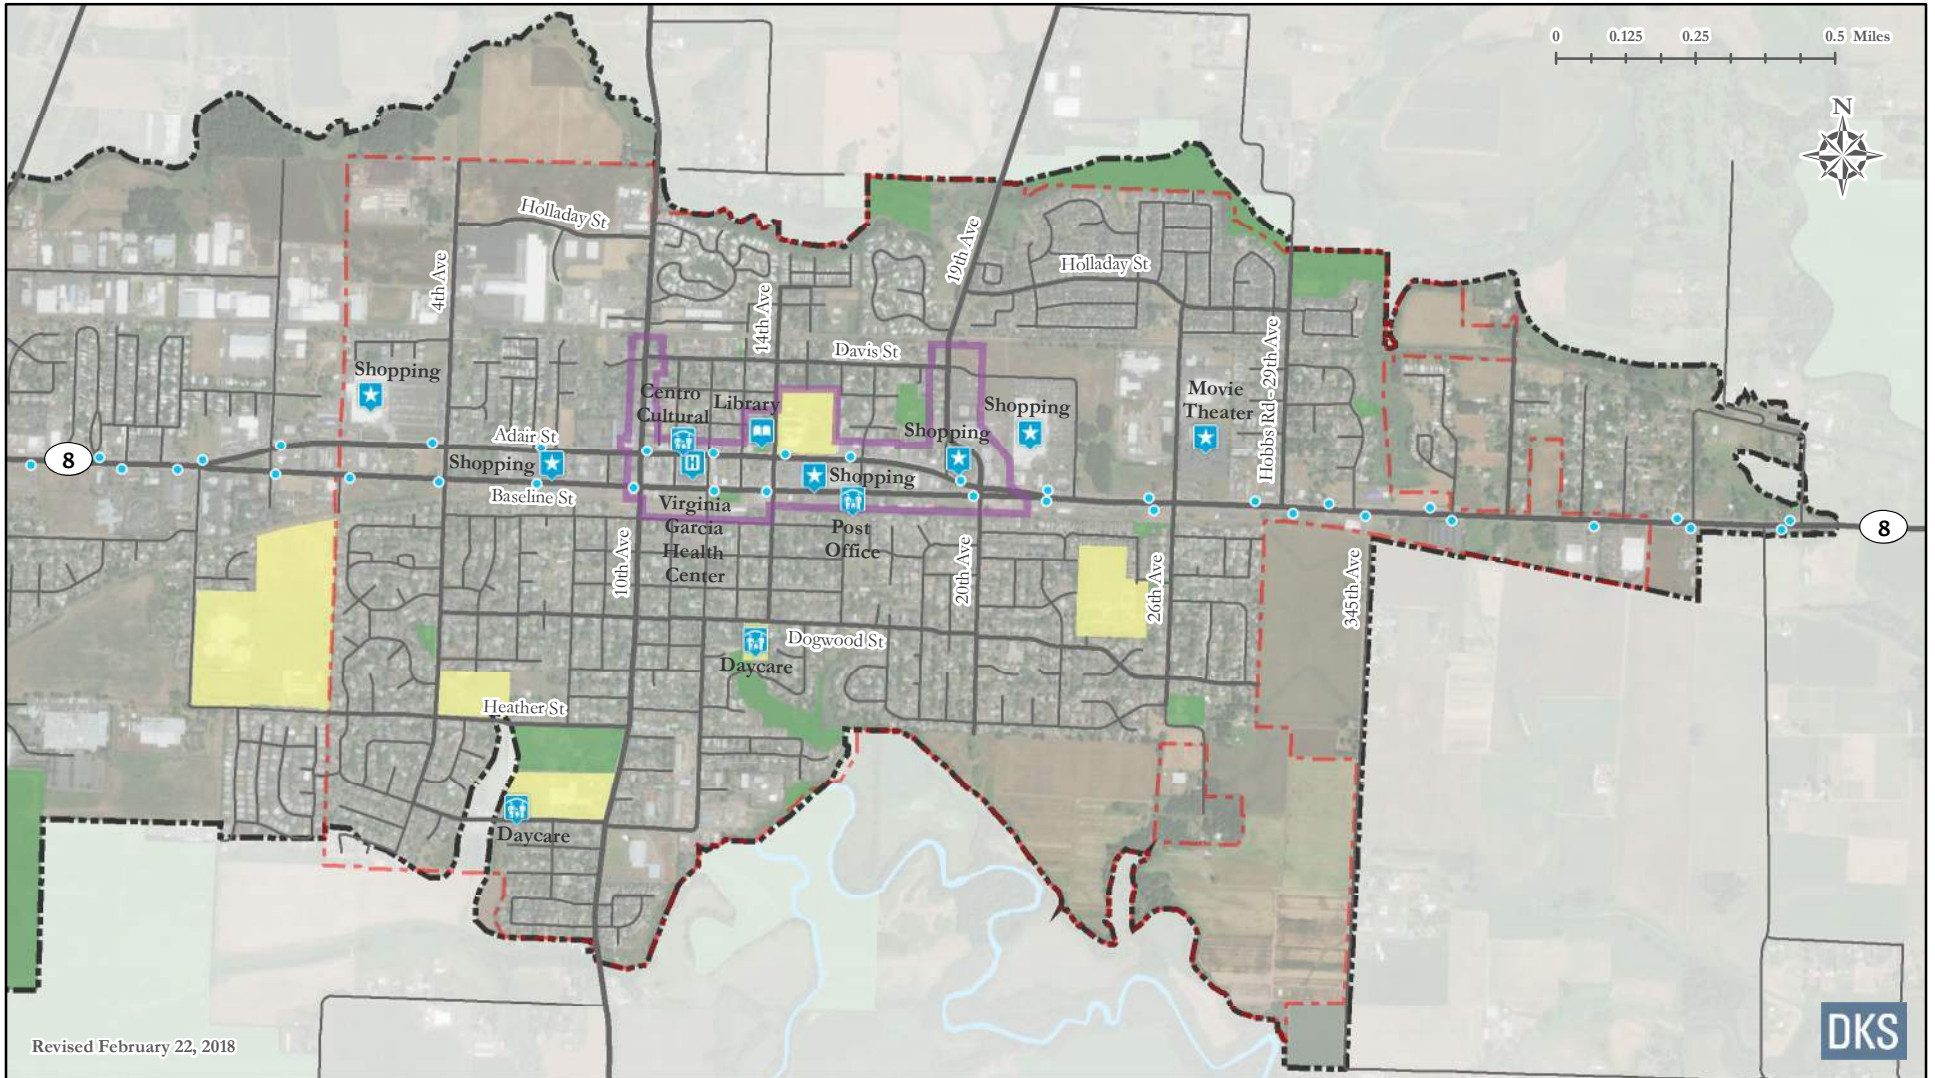 0 0.125 0.25 0.5 Miles
N
Holladay St
19th Ave
4th Ave
Holladay St
14th Ave
Hobbs Rd - 29th Ave
Davis St
Shopping
Centro
Cultural
Library
Movie
Theater
Shopping
Shopping
Adair St
8
Shopping
H
Shopping
Baseline St
Virginia
Garcia
Health
Center
Post
Office
8
10th Ave
20th Ave
26th Ave
345th Ave
Dogwood St
Daycare
Heather St
Daycare
Revised February 22, 2018
DKS